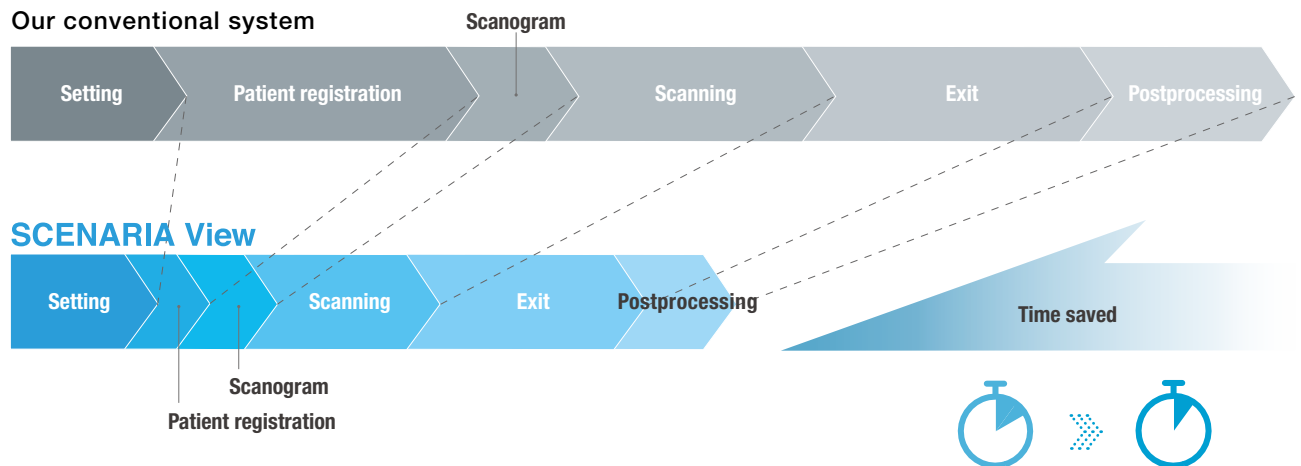 Our conventional system
Scanogram
Setting
Patient registration
Scanning
Exit
Postprocessing
SCENARIA View
Setting
Scanning
Exit
Postprocessing
Time saved
Scanogram
Patient registration